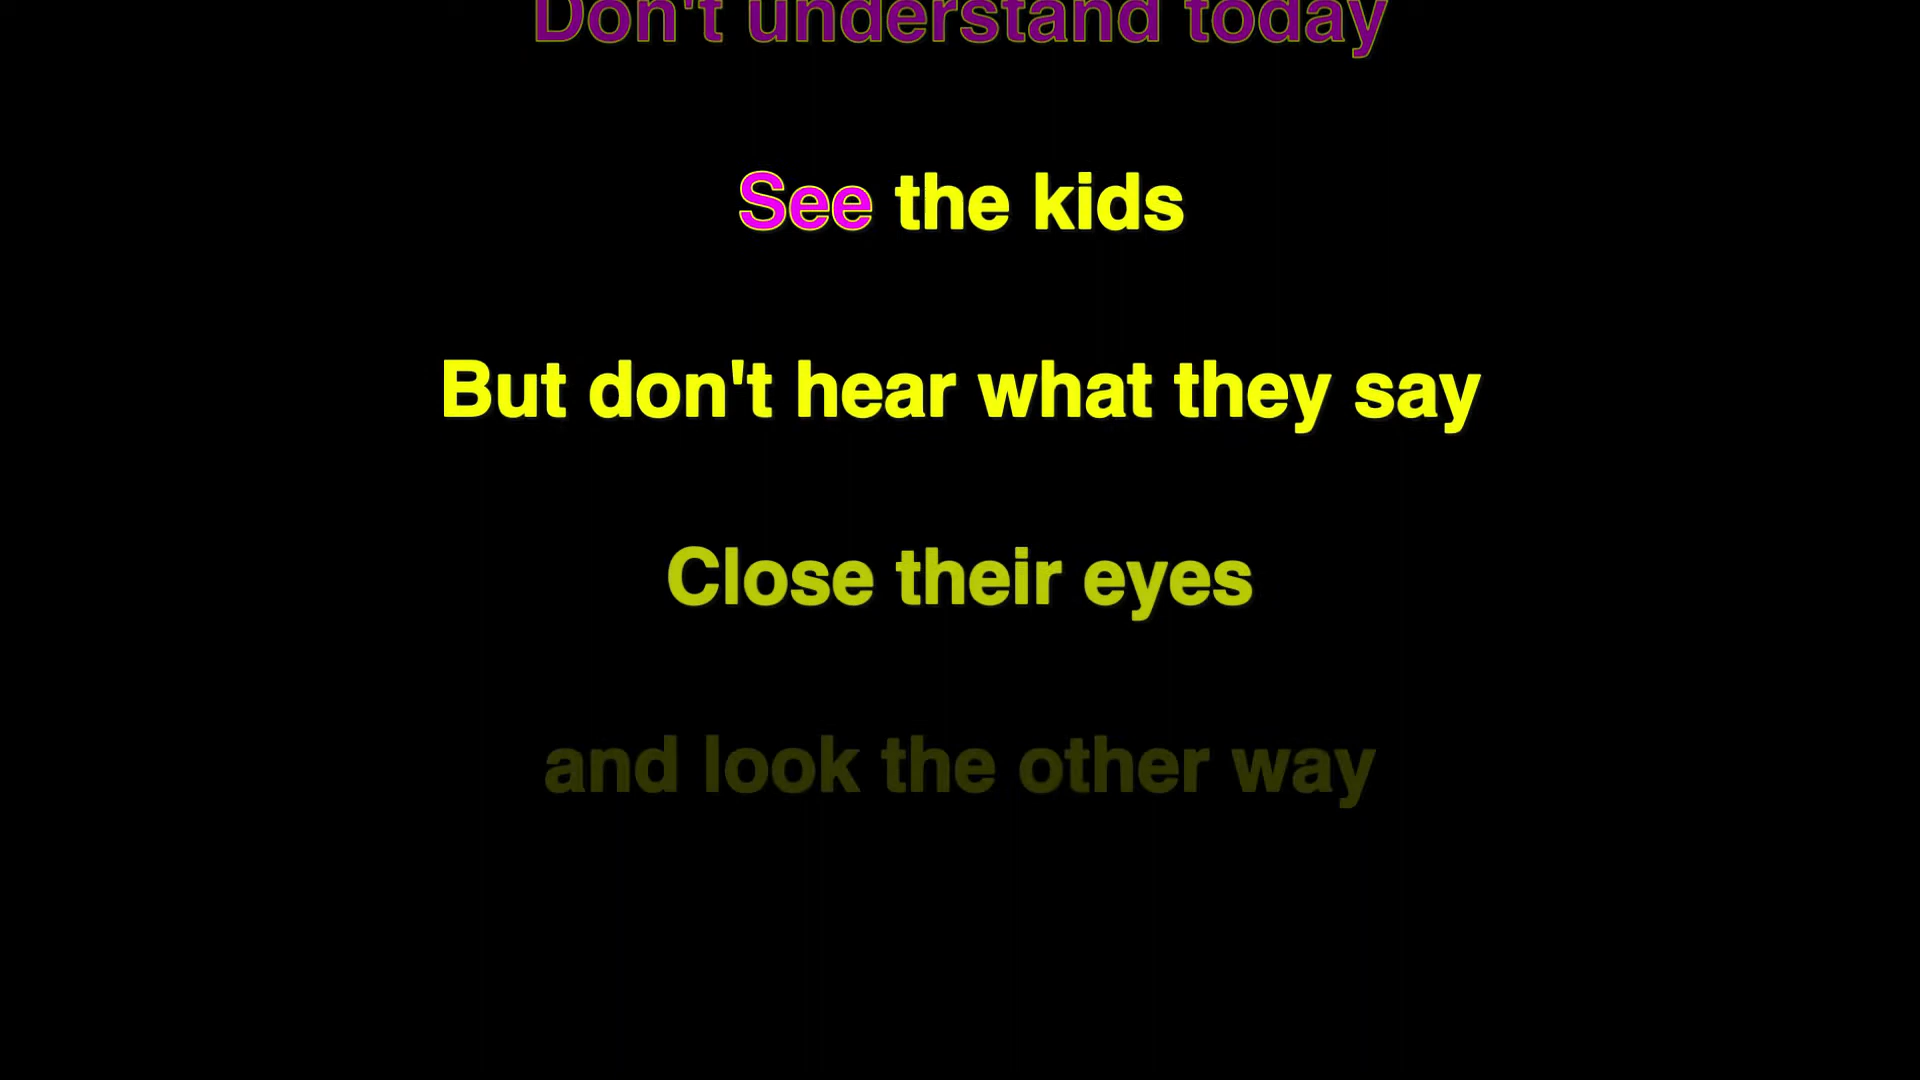 Don't understand today
See the kids
But don't hear what they say
Close their eyes
and look the other way